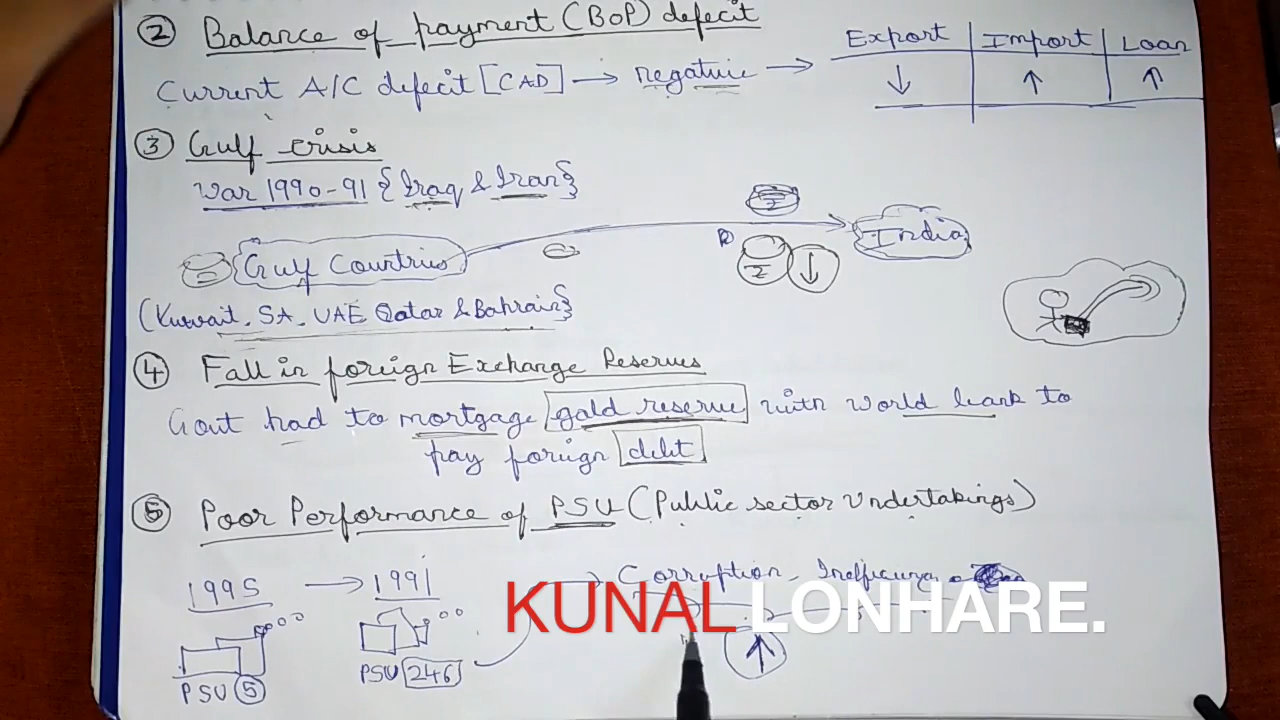 ② Balance of payment (BOP) defecit
Current A/C defecit [CAD] → negative →
Export | Import | Loan
↓ ↑ ↑
③ Gulf crisis
War 1990-91 {Iraq & Iran}
Gulf Countries
India
(Kuwait, SA, UAE Qatar & Bahrain}
④ Fall in foreign Exchange Reserves
Govt had to mortgage gold reserve with world bank to
pay foreign debt
⑤ Poor Performance of PSU (Public sector Undertakings)
1995 → 1991 → Corruption,
KUNAL LONHARE.
PSU ⑤
PSU 246